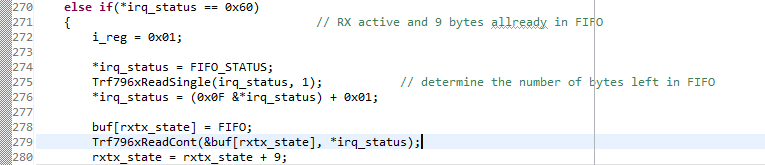 270 else if(*irq_status == 0x60)
271 { // RX active and 9 bytes allready in FIFO
272 i_reg = 0x01;
273
274 *irq_status = FIFO_STATUS;
275 Trf796xReadSingle(irq_status, 1); // determine the number of bytes left in FIFO
276 *irq_status = (0x0F &*irq_status) + 0x01;
277
278 buf[rxtx_state] = FIFO;
279 Trf796xReadCont(&buf[rxtx_state], *irq_status);
280 rxtx_state = rxtx_state + 9;